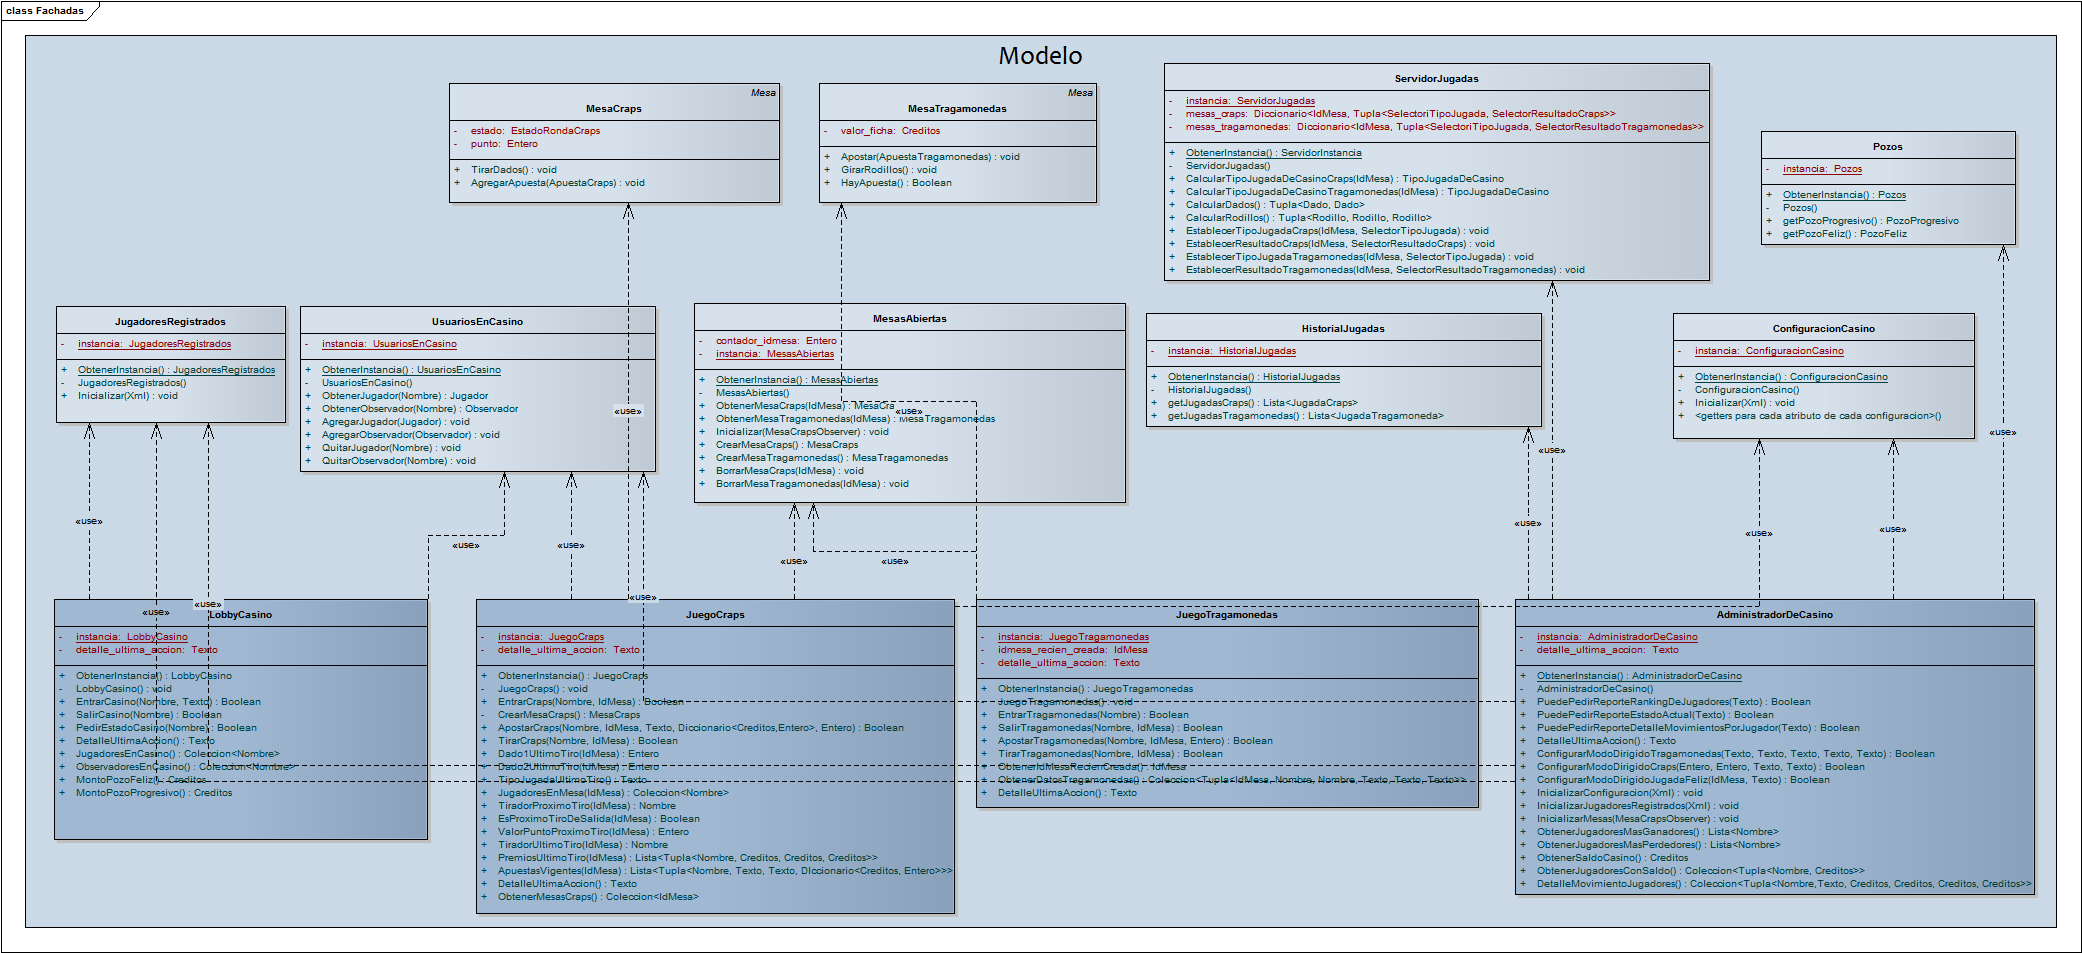 class Fachadas
Modelo
Mesa
MesaCraps
- estado: EstadoRondaCraps
- punto: Entero
+ TirarDados() : void
+ AgregarApuesta(ApuestaCraps) : void
Mesa
MesaTragamonedas
- valor_ficha: Creditos
+ Apostar(ApuestaTragamonedas) : void
+ GirarRodillos() : void
+ HayApuesta() : Boolean
ServidorJugadas
- instancia: ServidorJugadas
- mesas_craps: Diccionario<IdMesa, Tupla<SelectoriTipoJugada, SelectorResultadoCraps>>
- mesas_tragamonedas: Diccionario<IdMesa, Tupla<SelectoriTipoJugada, SelectorResultadoTragamonedas>>
+ ObtenerInstancia() : ServidorInstancia
- ServidorJugadas()
+ CalcularTipoJugadaDeCasinoCraps(IdMesa) : TipoJugadaDeCasino
+ CalcularTipoJugadaDeCasinoTragamonedas(IdMesa) : TipoJugadaDeCasino
+ CalcularDados() : Tupla<Dado, Dado>
+ CalcularRodillos() : Tupla<Rodillo, Rodillo, Rodillo>
+ EstablecerTipoJugadaCraps(IdMesa, SelectorTipoJugada) : void
+ EstablecerResultadoCraps(IdMesa, SelectorResultadoCraps) : void
+ EstablecerTipoJugadaTragamonedas(IdMesa, SelectorTipoJugada) : void
+ EstablecerResultadoTragamonedas(IdMesa, SelectorResultadoTragamonedas) : void
Pozos
- instancia: Pozos
+ ObtenerInstancia() : Pozos
- Pozos()
+ getPozoProgresivo() : PozoProgresivo
+ getPozoFeliz() : PozoFeliz
JugadoresRegistrados
- instancia: JugadoresRegistrados
+ ObtenerInstancia() : JugadoresRegistrados
- JugadoresRegistrados()
+ Inicializar(Xml) : void
UsuariosEnCasino
- instancia: UsuariosEnCasino
+ ObtenerInstancia() : UsuariosEnCasino
- UsuariosEnCasino()
+ ObtenerJugador(Nombre) : Jugador
+ ObtenerObservador(Nombre) : Observador
+ AgregarJugador(Jugador) : void
+ AgregarObservador(Observador) : void
+ QuitarJugador(Nombre) : void
+ QuitarObservador(Nombre) : void
«use»
MesasAbiertas
- contador_idmesa: Entero
- instancia: MesasAbiertas
+ ObtenerInstancia() : MesasAbiertas
- MesasAbiertas()
+ ObtenerMesaCraps(IdMesa) : MesaCra
«use»
+ ObtenerMesaTragamonedas(IdMesa) : MesaTragamonedas
+ Inicializar(MesaCrapsObserver) : void
+ CrearMesaCraps() : MesaCraps
+ CrearMesaTragamonedas() : MesaTragamonedas
+ BorrarMesaCraps(IdMesa) : void
+ BorrarMesaTragamonedas(IdMesa) : void
HistorialJugadas
- instancia: HistorialJugadas
+ ObtenerInstancia() : HistorialJugadas
- HistorialJugadas()
+ getJugadasCraps() : Lista<JugadaCraps>
+ getJugadasTragamonedas() : Lista<JugadaTragamoneda>
ConfiguracionCasino
- instancia: ConfiguracionCasino
+ ObtenerInstancia() : ConfiguracionCasino
- ConfiguracionCasino()
+ Inicializar(Xml) : void
+ <getters para cada atributo de cada configuracion>()
«use»
«use»
«use»
«use»
«use»
«use»
«use»
«use»
«use»
«use»
«use»
«use»
«use»
«use»
LobbyCasino
- instancia: LobbyCasino
- detalle_ultima_accion: Texto
+ ObtenerInstancia() : LobbyCasino
- LobbyCasino() : void
+ EntrarCasino(Nombre, Texto) : Boolean
+ SalirCasino(Nombre) : Boolean
+ PedirEstadoCasino(Nombre) : Boolean
+ DetalleUltimaAccion() : Texto
+ JugadoresEnCasino() : Coleccion<Nombre>
+ ObservadoresEnCasino() : Coleccion<Nombre>
+ MontoPozoFeliz() : Creditos
+ MontoPozoProgresivo() : Creditos
JuegoCraps
- instancia: JuegoCraps
- detalle_ultima_accion: Texto
+ ObtenerInstancia() : JuegoCraps
- JuegoCraps() : void
+ EntrarCraps(Nombre, IdMesa) : Boolean
- CrearMesaCraps() : MesaCraps
+ ApostarCraps(Nombre, IdMesa, Texto, Diccionario<Creditos,Entero>, Entero) : Boolean
+ TirarCraps(Nombre, IdMesa) : Boolean
+ Dado1UltimoTiro(IdMesa) : Entero
+ Dado2UltimoTiro(IdMesa) : Entero
+ TipoJugadaUltimoTiro() : Texto
+ JugadoresEnMesa(IdMesa) : Coleccion<Nombre>
+ TiradorProximoTiro(IdMesa) : Nombre
+ EsProximoTiroDeSalida(IdMesa) : Boolean
+ ValorPuntoProximoTiro(IdMesa) : Entero
+ TiradorUltimoTiro(IdMesa) : Nombre
+ PremiosUltimoTiro(IdMesa) : Lista<Tupla<Nombre, Creditos, Creditos, Creditos>>
+ ApuestasVigentes(IdMesa) : Lista<Tupla<Nombre, Texto, Texto, DIccionario<Creditos, Entero>>>
+ DetalleUltimaAccion() : Texto
+ ObtenerMesasCraps() : Coleccion<IdMesa>
JuegoTragamonedas
- instancia: JuegoTragamonedas
- idmesa_recien_creada: IdMesa
- detalle_ultima_accion: Texto
+ ObtenerInstancia() : JuegoTragamonedas
- JuegoTragamonedas() : void
+ EntrarTragamonedas(Nombre) : Boolean
+ SalirTragamonedas(Nombre, IdMesa) : Boolean
+ ApostarTragamonedas(Nombre, IdMesa, Entero) : Boolean
+ TirarTragamonedas(Nombre, IdMesa) : Boolean
+ ObtenerIdMesaRecienCreada() : IdMesa
+ ObtenerDatosTragamonedas() : Coleccion<Tupla<IdMesa, Nombre, Nombre, Texto, Texto, Texto>>
+ DetalleUltimaAccion() : Texto
AdministradorDeCasino
- instancia: AdministradorDeCasino
- detalle_ultima_accion: Texto
+ ObtenerInstancia() : AdministradorDeCasino
- AdministradorDeCasino()
+ PuedePedirReporteRankingDeJugadores(Texto) : Boolean
+ PuedePedirReporteEstadoActual(Texto) : Boolean
+ PuedePedirReporteDetalleMovimientosPorJugador(Texto) : Boolean
+ DetalleUltimaAccion() : Texto
+ ConfigurarModoDirigidoTragamonedas(Texto, Texto, Texto, Texto, Texto) : Boolean
+ ConfigurarModoDirigidoCraps(Entero, Entero, Texto, Texto) : Boolean
+ ConfigurarModoDirigidoJugadaFeliz(IdMesa, Texto) : Boolean
+ InicializarConfiguracion(Xml) : void
+ InicializarJugadoresRegistrados(Xml) : void
+ InicializarMesas(MesaCrapsObserver) : void
+ ObtenerJugadoresMasGanadores() : Lista<Nombre>
+ ObtenerJugadoresMasPerdedores() : Lista<Nombre>
+ ObtenerSaldoCasino() : Creditos
+ ObtenerJugadoresConSaldo() : Coleccion<Tupla<Nombre, Creditos>>
+ DetalleMovimientoJugadores() : Coleccion<Tupla<Nombre,Texto, Creditos, Creditos, Creditos, Creditos>>